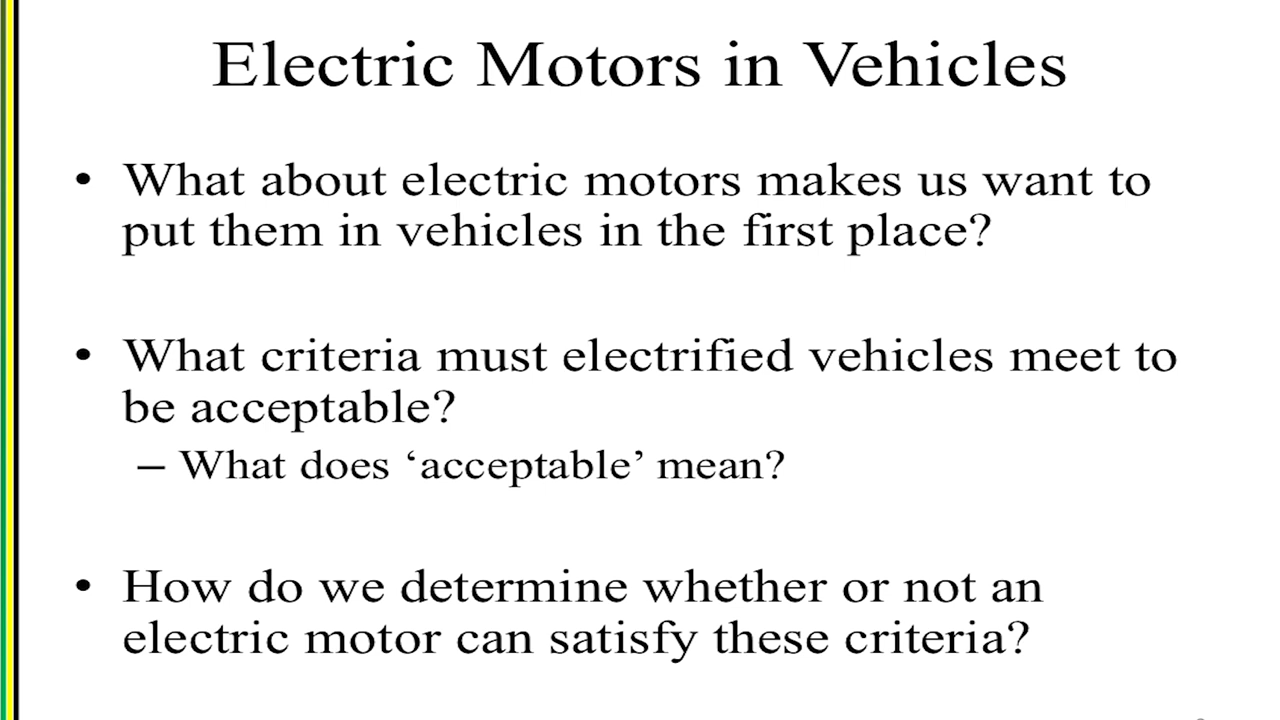 Electric Motors in Vehicles
• What about electric motors makes us want to
put them in vehicles in the first place?
• What criteria must electrified vehicles meet to
be acceptable?
– What does ‘acceptable’ mean?
• How do we determine whether or not an
electric motor can satisfy these criteria?